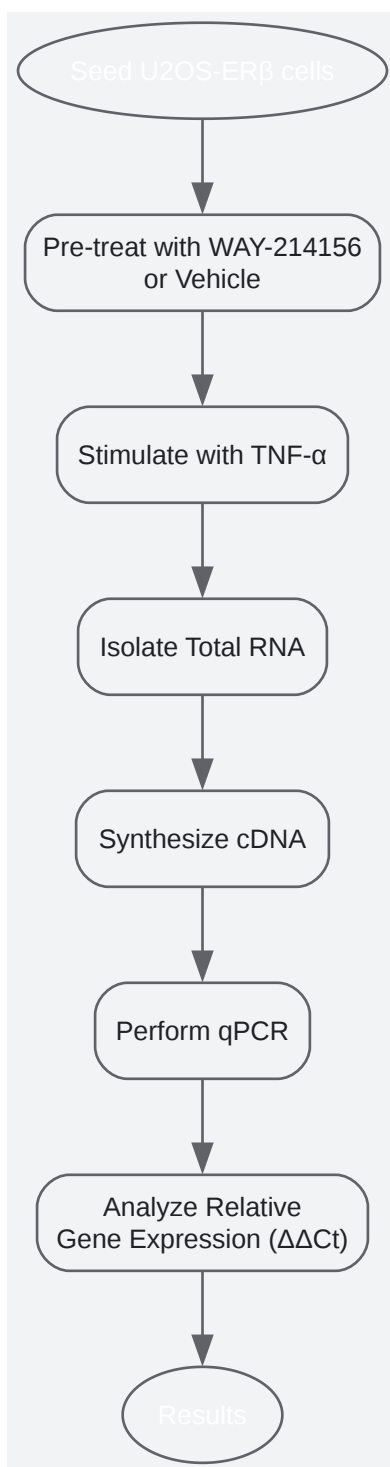 Seed U2OS-ERβ cells
Pre-treat with WAY-214156
or Vehicle
Stimulate with TNF-α
Isolate Total RNA
Synthesize cDNA
Perform qPCR
Analyze Relative
Gene Expression (ΔΔCt)
Results